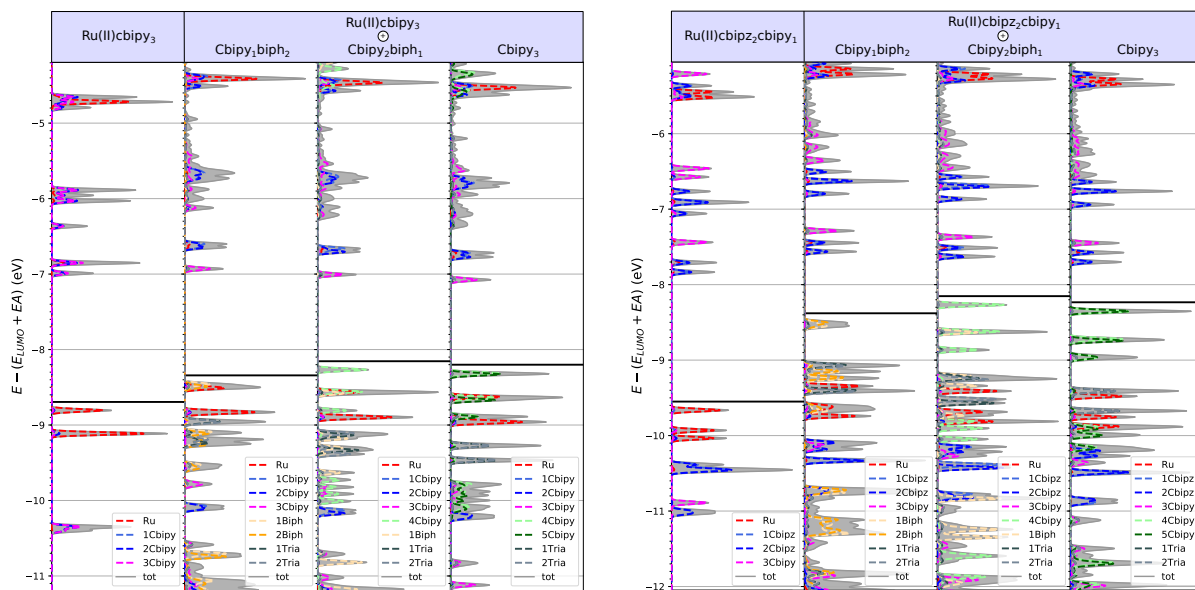 Ru(II)cbipy₃
Ru(II)cbipy₃
⊕
Cbipy₁biph₂
Cbipy₂biph₁
Cbipy₃
E − (E_LUMO + EA) (eV)
−5
−6
−7
−8
−9
−10
−11
Ru
1Cbipy
2Cbipy
3Cbipy
tot
Ru
1Cbipy
2Cbipy
3Cbipy
1Biph
2Biph
1Tria
2Tria
tot
Ru
1Cbipy
2Cbipy
3Cbipy
4Cbipy
1Biph
1Tria
2Tria
tot
Ru
1Cbipy
2Cbipy
3Cbipy
4Cbipy
5Cbipy
1Tria
2Tria
tot
Ru(II)cbipz₂cbipy₁
Ru(II)cbipz₂cbipy₁
⊕
Cbipy₁biph₂
Cbipy₂biph₁
Cbipy₃
E − (E_LUMO + EA) (eV)
−6
−7
−8
−9
−10
−11
−12
Ru
1Cbipz
2Cbipz
3Cbipy
tot
Ru
1Cbipz
2Cbipz
3Cbipy
1Biph
2Biph
1Tria
2Tria
tot
Ru
1Cbipz
2Cbipz
3Cbipy
4Cbipy
1Biph
1Tria
2Tria
tot
Ru
1Cbipz
2Cbipz
3Cbipy
4Cbipy
5Cbipy
1Tria
2Tria
tot